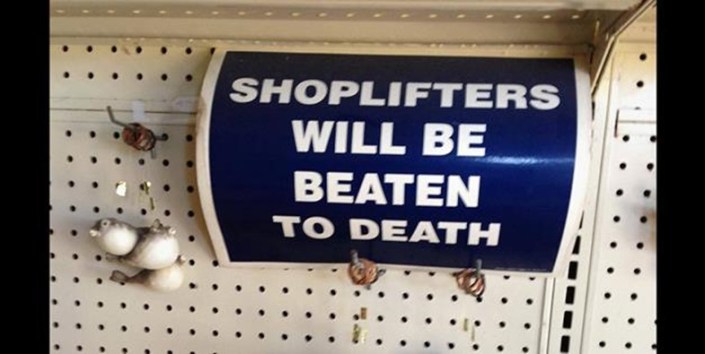 SHOPLIFTERS
WILL BE
BEATEN
TO DEATH